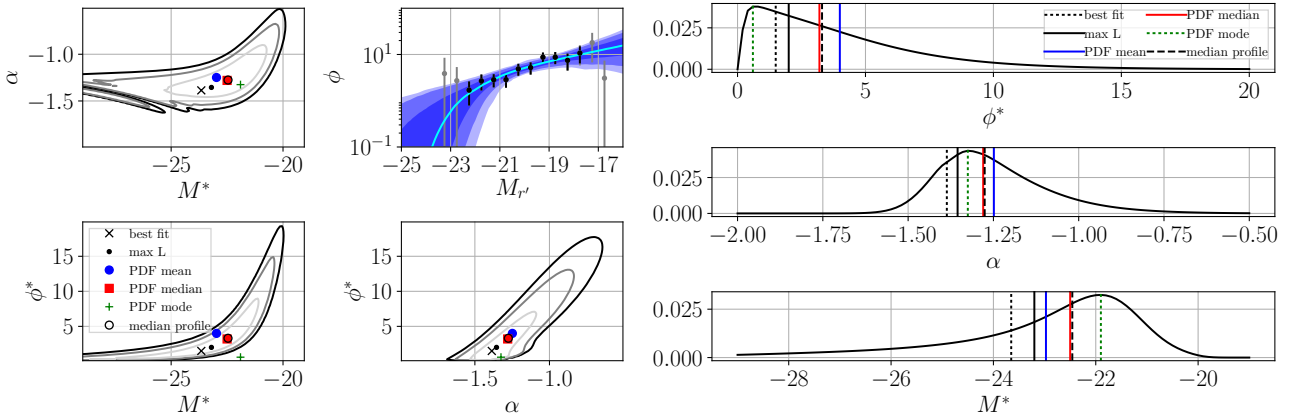 −1.0
−1.5
α
−25
−20
M*
10¹
10⁻¹
ϕ
−25
−23
−21
−19
−17
M_r′
0.025
0.000
0
5
10
15
20
ϕ*
best fit
max L
PDF mean
PDF median
PDF mode
median profile
0.025
0.000
−2.00
−1.75
−1.50
−1.25
−1.00
−0.75
−0.50
α
15
10
5
ϕ*
−25
−20
M*
best fit
max L
PDF mean
PDF median
PDF mode
median profile
15
10
5
ϕ*
−1.5
−1.0
α
0.025
0.000
−28
−26
−24
−22
−20
M*